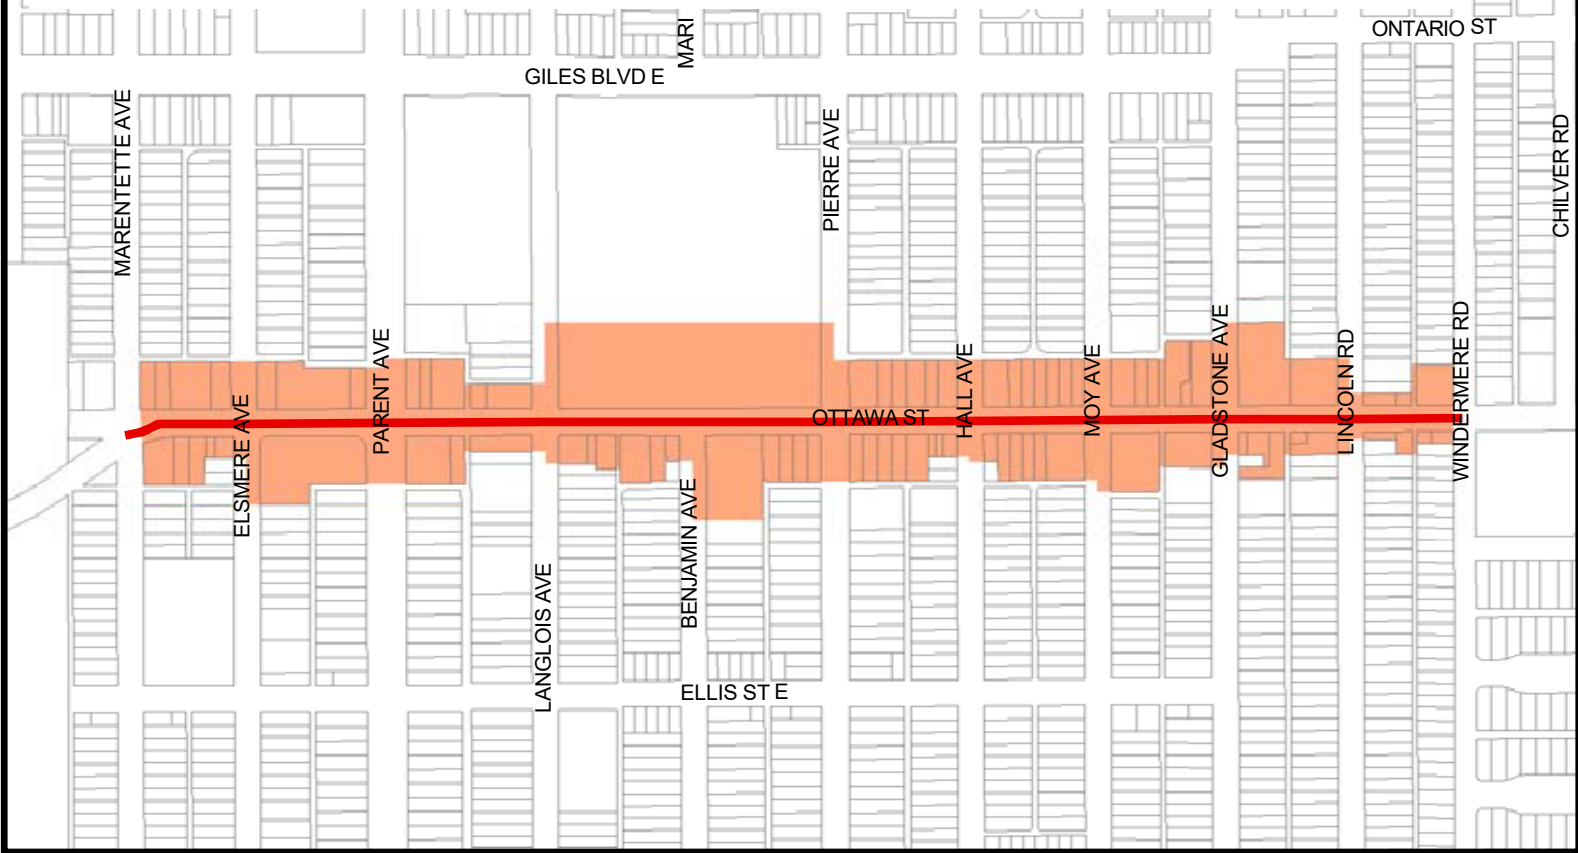 ONTARIO ST
MARI
GILES BLVD E
MARENTETTE AVE
PIERRE AVE
CHILVER RD
PARENT AVE
ELSMERE AVE
OTTAWA ST
HALL AVE
MOY AVE
GLADSTONE AVE
LINCOLN RD
WINDERMERE RD
BENJAMIN AVE
LANGLOIS AVE
ELLIS ST E